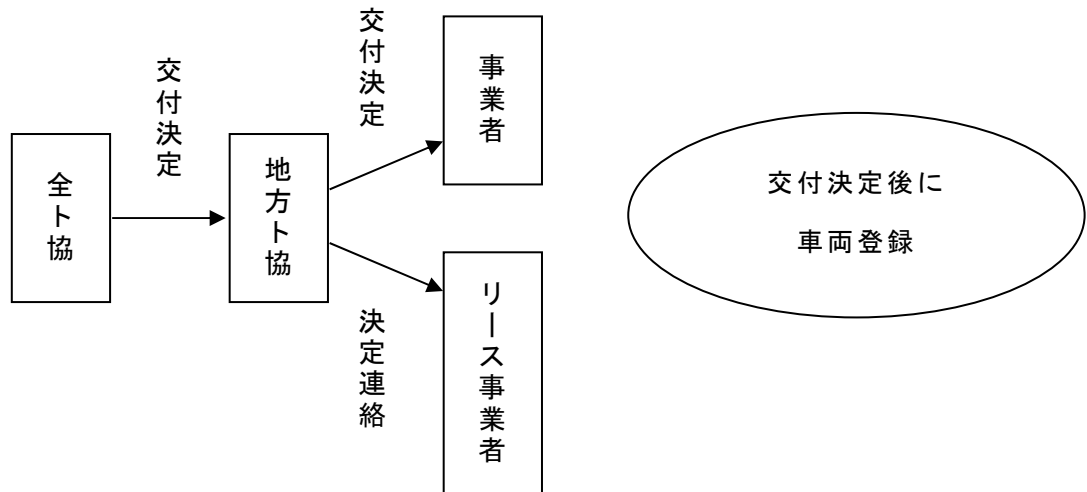 全ト協
交付決定
地方ト協
交付決定
決定連絡
事業者
リース事業者
交付決定後に
車両登録